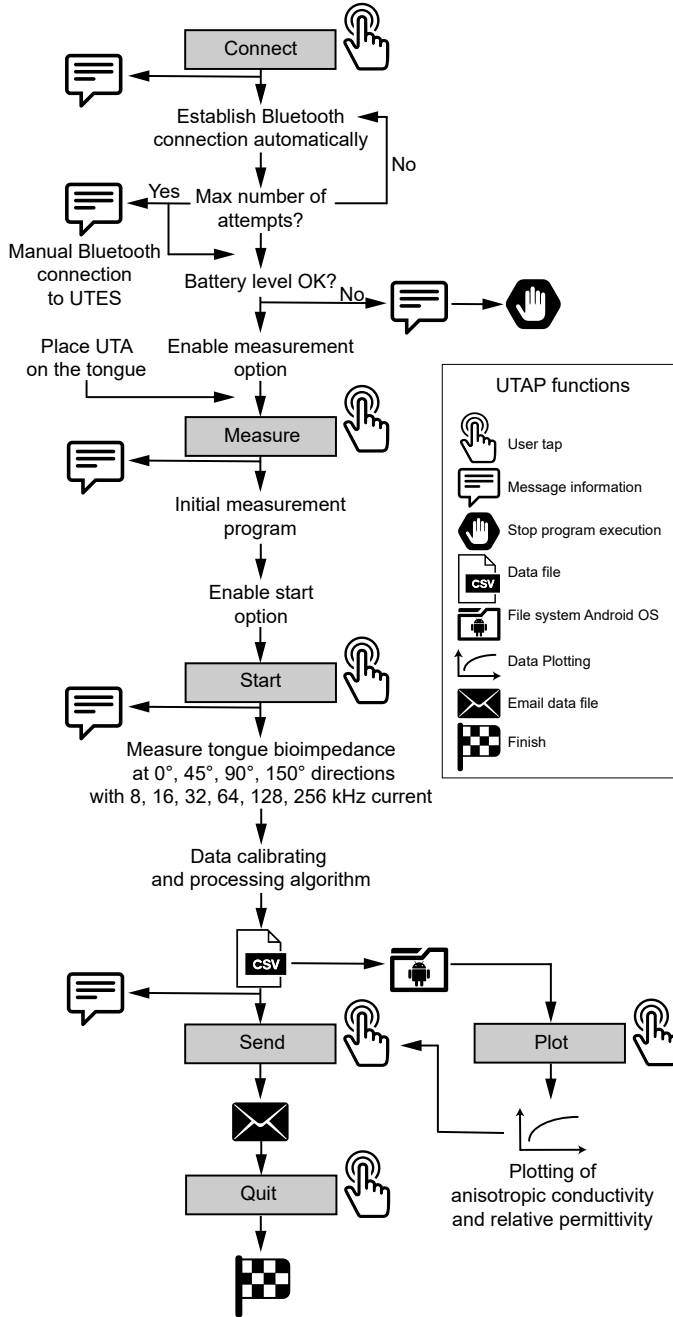 Connect
Establish Bluetooth
connection automatically
No
Yes
Max number of
attempts?
Manual Bluetooth
connection
to UTES
Battery level OK?
No
Place UTA
on the tongue
Enable measurement
option
Measure
Initial measurement
program
Enable start
option
Start
Measure tongue bioimpedance
at 0°, 45°, 90°, 150° directions
with 8, 16, 32, 64, 128, 256 kHz current
Data calibrating
and processing algorithm
CSV
Send
Plot
Quit
Plotting of
anisotropic conductivity
and relative permittivity
UTAP functions
User tap
Message information
Stop program execution
CSV
Data file
File system Android OS
Data Plotting
Email data file
Finish